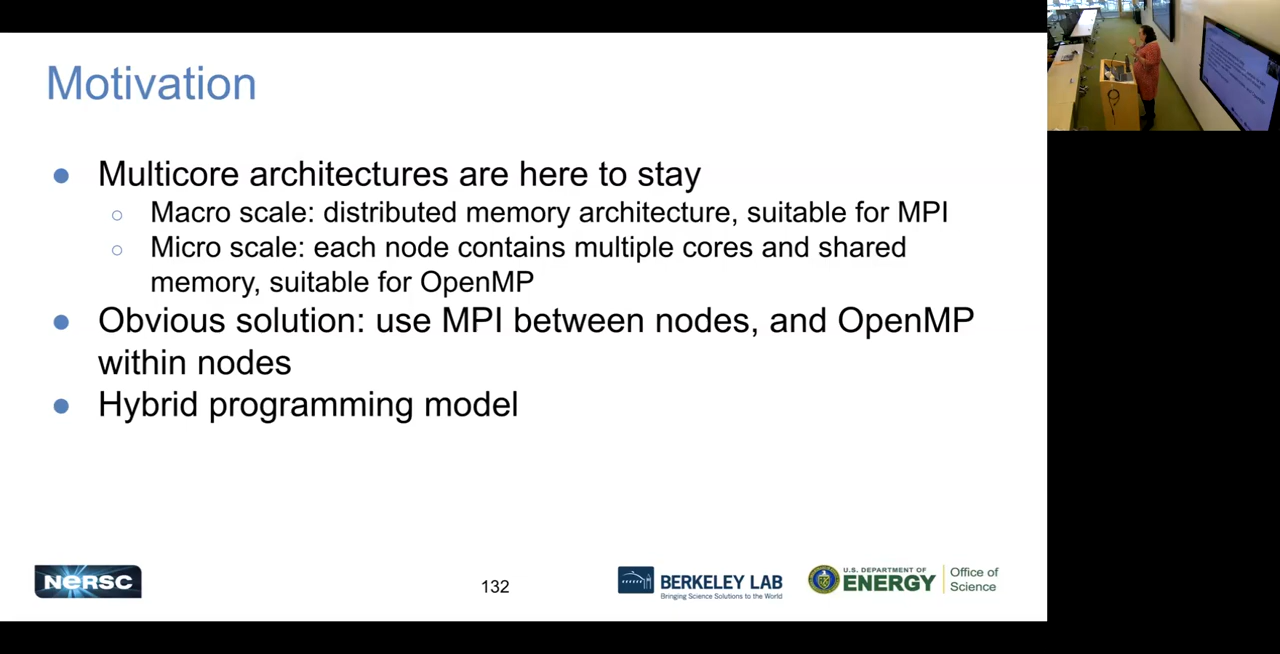 Motivation
● Multicore architectures are here to stay
○ Macro scale: distributed memory architecture, suitable for MPI
○ Micro scale: each node contains multiple cores and shared
memory, suitable for OpenMP
● Obvious solution: use MPI between nodes, and OpenMP
within nodes
● Hybrid programming model
NERSC
132
BERKELEY LAB
Bringing Science Solutions to the World
U.S. DEPARTMENT OF
ENERGY
Office of
Science